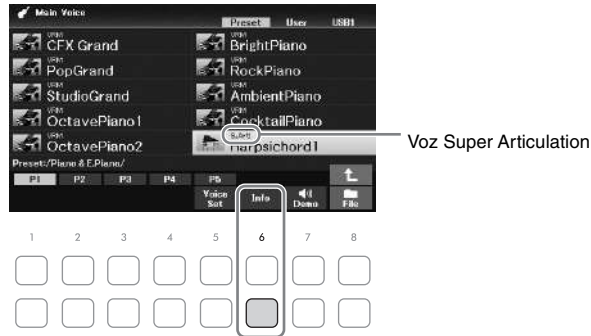 Main Voice
Preset User USB1
VRM VRM
CFX Grand BrightPiano
VRM VRM
PopGrand RockPiano
VRM VRM
StudioGrand AmbientPiano
VRM VRM
OctavePiano1 CocktailPiano
VRM S.Art!
OctavePiano2 Harpsichord1
Voz Super Articulation
Preset:/Piano & E.Piano/
P1 P2 P3 P4 P5
Voice Set Info Demo File
1 2 3 4 5 6 7 8